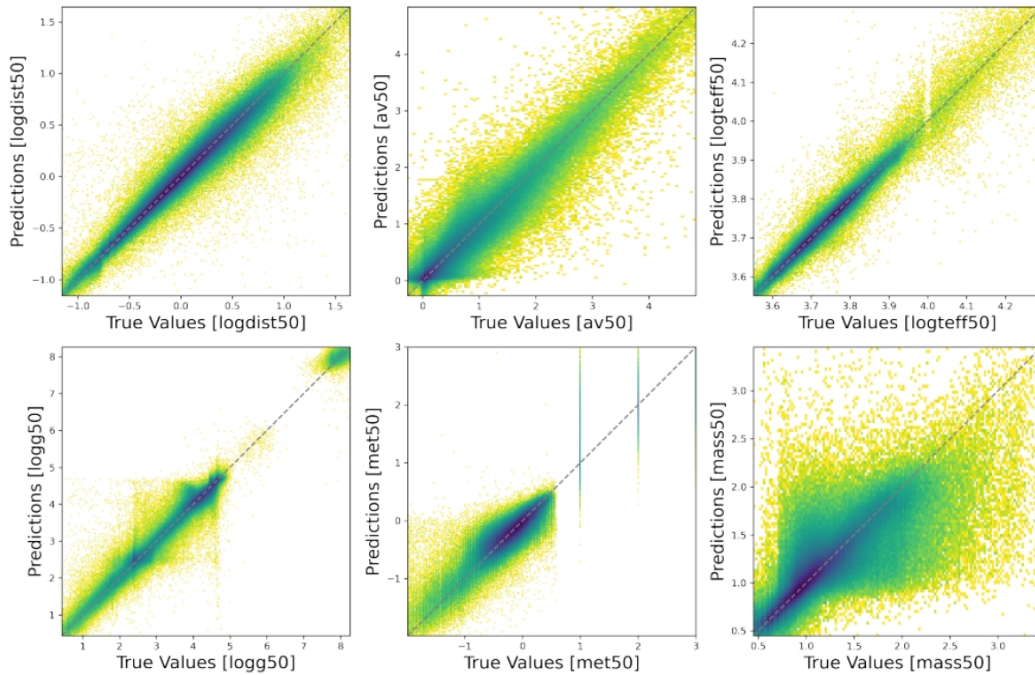 Predictions [logdist50]
1.5
1.0
0.5
0.0
−0.5
−1.0
−1.0 −0.5 0.0 0.5 1.0 1.5
True Values [logdist50]
Predictions [av50]
4
3
2
1
0
0 1 2 3 4
True Values [av50]
Predictions [logteff50]
4.2
4.1
4.0
3.9
3.8
3.7
3.6
3.6 3.7 3.8 3.9 4.0 4.1 4.2
True Values [logteff50]
Predictions [logg50]
8
7
6
5
4
3
2
1
1 2 3 4 5 6 7 8
True Values [logg50]
Predictions [met50]
3
2
1
0
−1
−1 0 1 2 3
True Values [met50]
Predictions [mass50]
3.0
2.5
2.0
1.5
1.0
0.5
0.5 1.0 1.5 2.0 2.5 3.0
True Values [mass50]